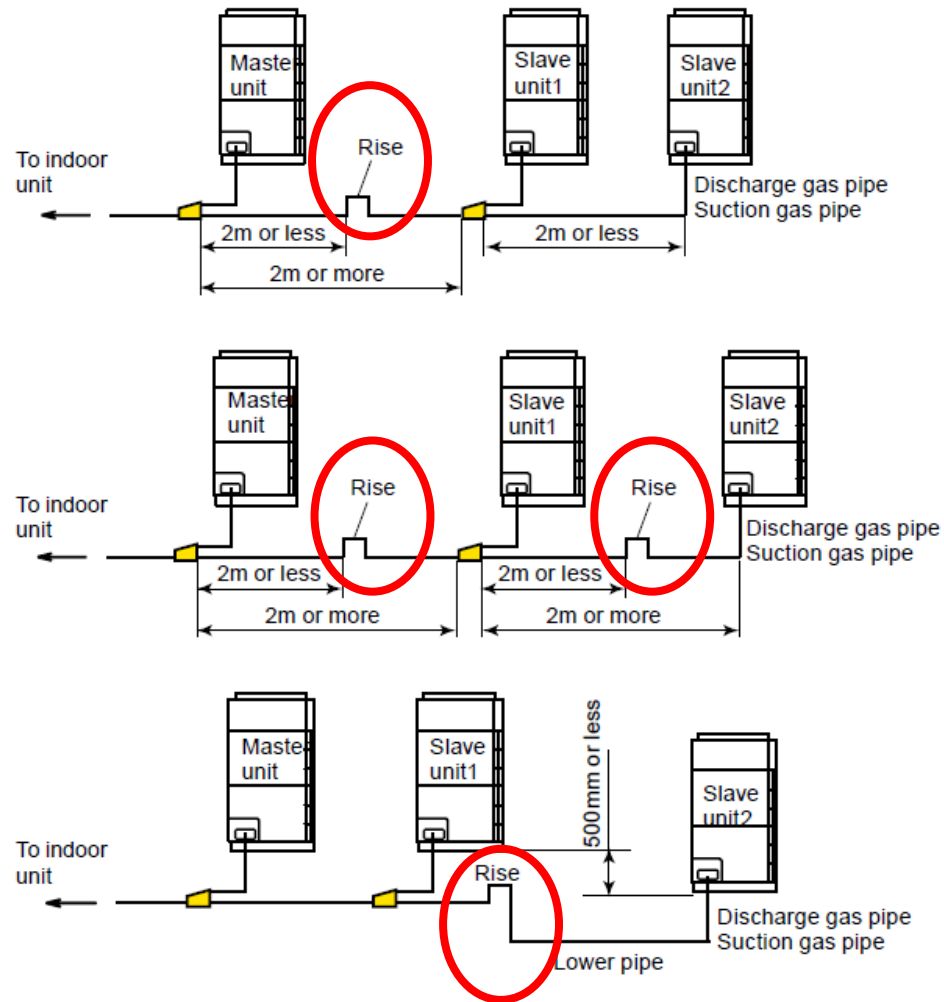 Maste
unit
Slave
unit1
Slave
unit2
Rise
To indoor
unit
Discharge gas pipe
Suction gas pipe
2m or less
2m or less
2m or more
Maste
unit
Slave
unit1
Slave
unit2
Rise
Rise
To indoor
unit
Discharge gas pipe
Suction gas pipe
2m or less
2m or less
2m or more
2m or more
Maste
unit
Slave
unit1
500mm or less
Slave
unit2
To indoor
unit
Rise
Discharge gas pipe
Suction gas pipe
Lower pipe